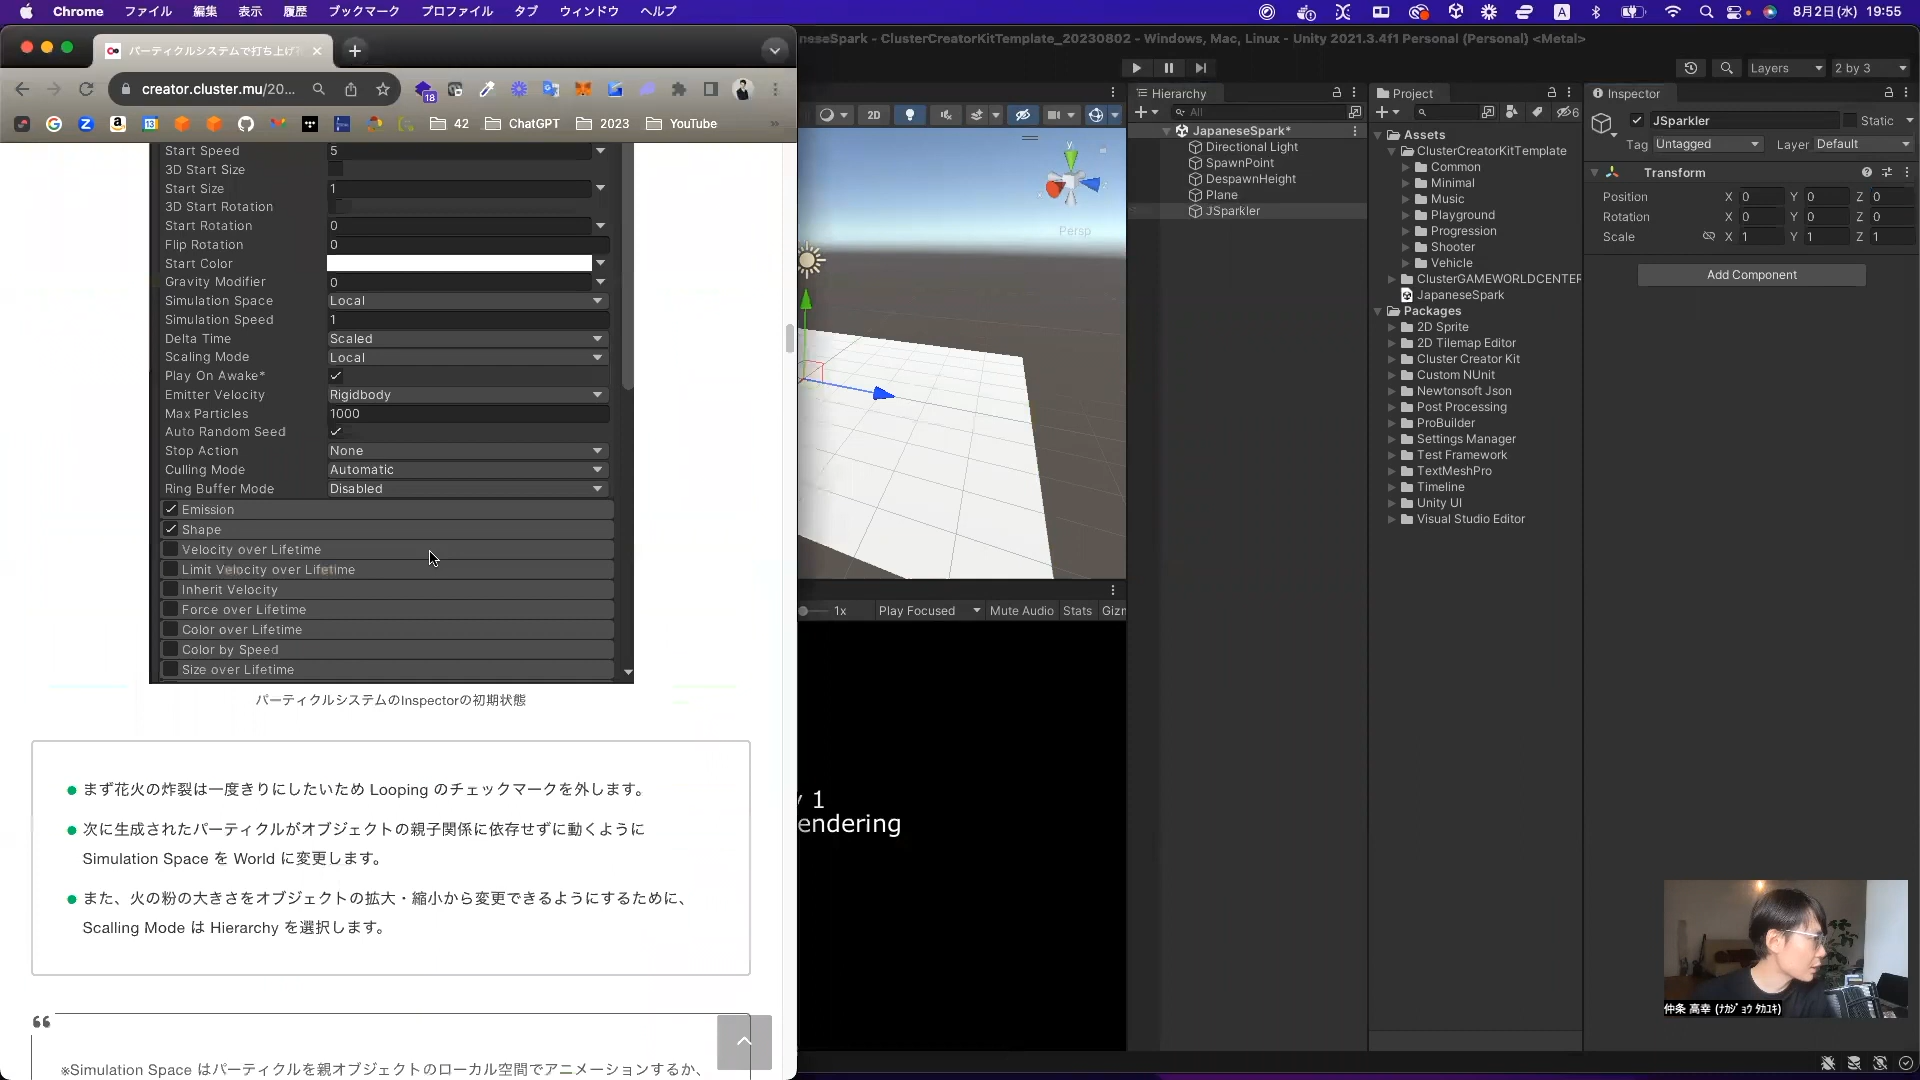 Chrome ファイル 編集 表示 履歴 ブックマーク プロファイル タブ ウィンドウ ヘルプ
A 8月2日(水) 19:55
パーティクルシステムで打ち上げ
neseSpark - ClusterCreatorKitTemplate_20230802 - Windows, Mac, Linux - Unity 2021.3.4f1 Personal (Personal) <Metal>
creator.cluster.mu/20...
18
42 ChatGPT 2023 YouTube
Layers 2 by 3
Start Speed 5
3D Start Size
Start Size 1
3D Start Rotation
Start Rotation 0
Flip Rotation 0
Start Color
Gravity Modifier 0
Simulation Space Local
Simulation Speed 1
Delta Time Scaled
Scaling Mode Local
Play On Awake*
Emitter Velocity Rigidbody
Max Particles 1000
Auto Random Seed
Stop Action None
Culling Mode Automatic
Ring Buffer Mode Disabled
Emission
Shape
Velocity over Lifetime
Limit Velocity over Lifetime
Inherit Velocity
Force over Lifetime
Color over Lifetime
Color by Speed
Size over Lifetime
パーティクルシステムのInspectorの初期状態
まず花火の炸裂は一度きりにしたいため Looping のチェックマークを外します。
次に生成されたパーティクルがオブジェクトの親子関係に依存せずに動くように
Simulation Space を World に変更します。
また、火の粉の大きさをオブジェクトの拡大・縮小から変更できるようにするために、
Scalling Mode は Hierarchy を選択します。
※Simulation Space はパーティクルを親オブジェクトのローカル空間でアニメーションするか、
2D
y
Persp
1x Play Focused Mute Audio Stats Gizm
y 1
endering
Hierarchy
All
JapaneseSpark*
Directional Light
SpawnPoint
DespawnHeight
Plane
JSparkler
Project
6
Assets
ClusterCreatorKitTemplate
Common
Minimal
Music
Playground
Progression
Shooter
Vehicle
ClusterGAMEWORLDCENTER
JapaneseSpark
Packages
2D Sprite
2D Tilemap Editor
Cluster Creator Kit
Custom NUnit
Newtonsoft Json
Post Processing
ProBuilder
Settings Manager
Test Framework
TextMeshPro
Timeline
Unity UI
Visual Studio Editor
Inspector
JSparkler Static
Tag Untagged Layer Default
Transform
Position X 0 Y 0 Z 0
Rotation X 0 Y 0 Z 0
Scale X 1 Y 1 Z 1
Add Component
仲条 高幸 (ﾅｶｼﾞｮｳ ﾀｶﾕｷ)